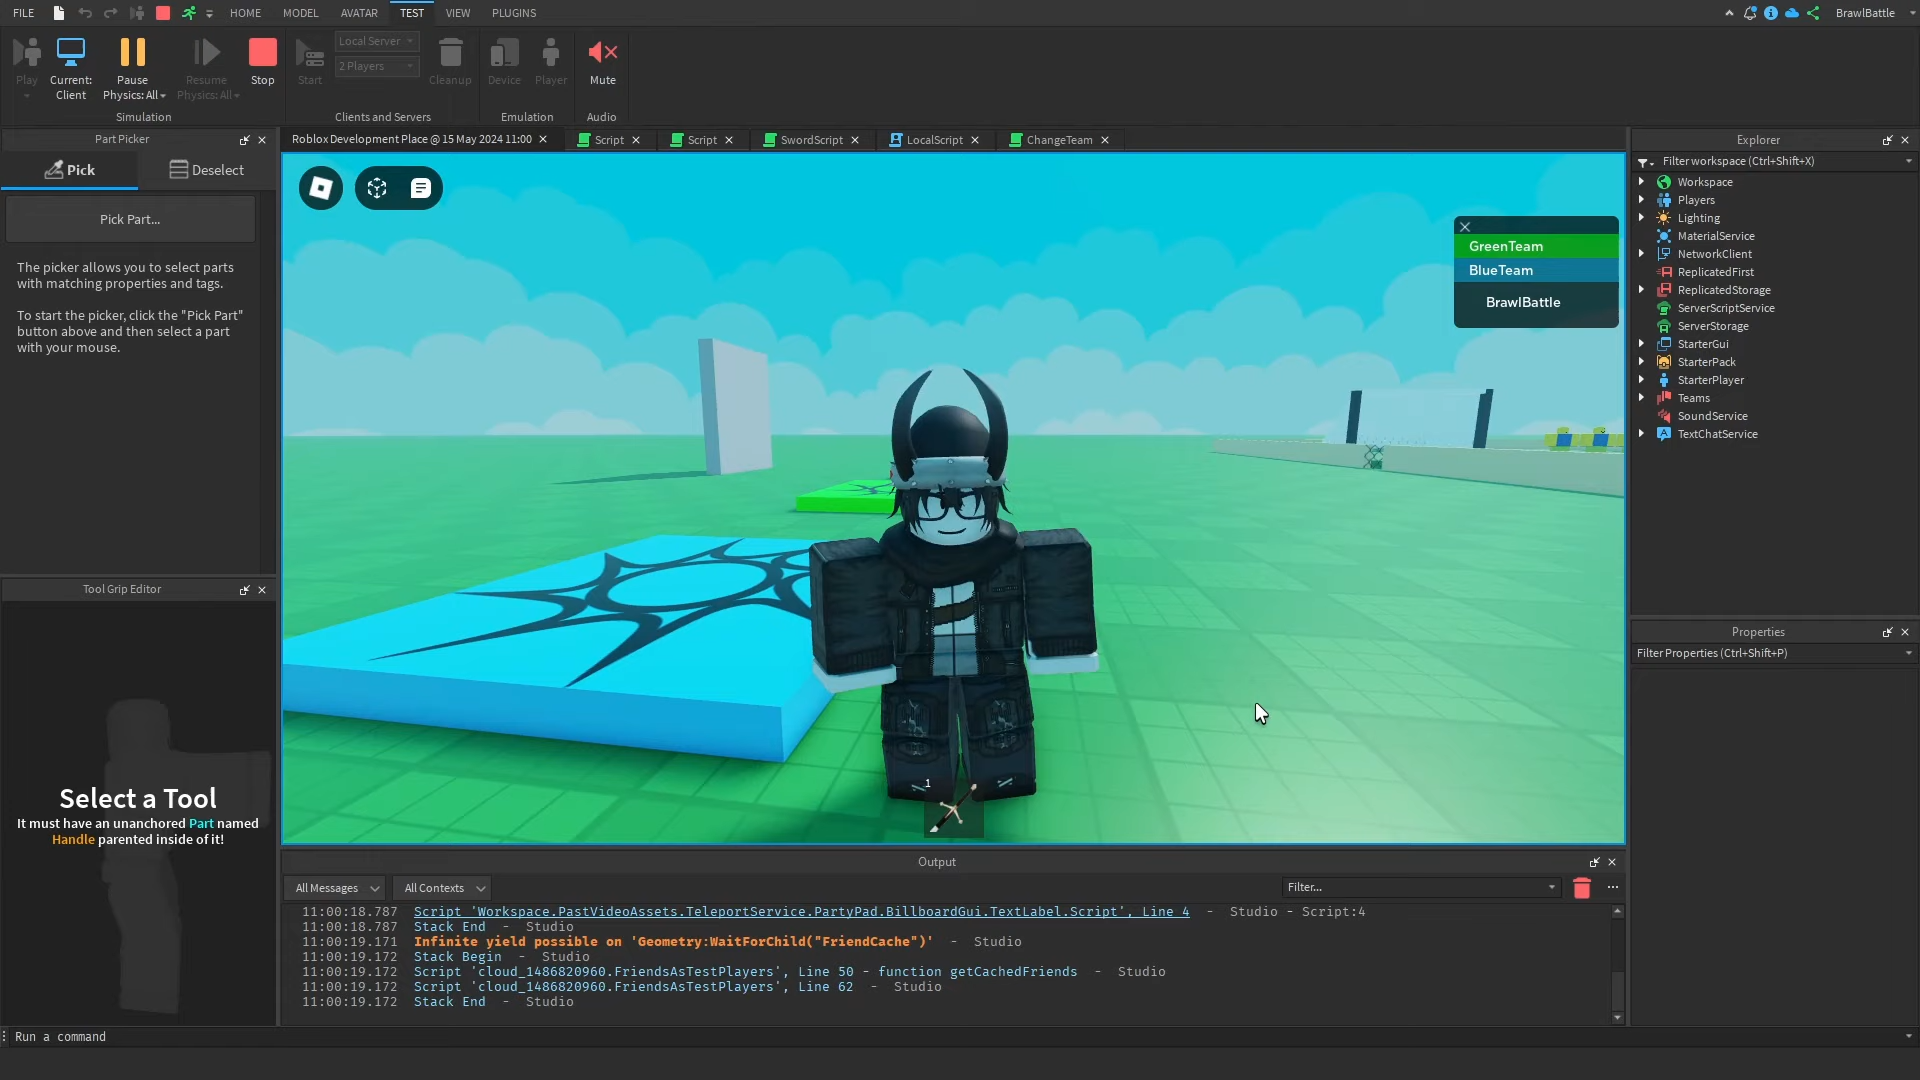 FILE HOME MODEL AVATAR TEST VIEW PLUGINS BrawlBattle
Play
Current:
Client
Pause
Physics: All
Resume
Physics: All
Stop
Simulation
Start
Local Server
2 Players
Cleanup
Clients and Servers
Device
Player
Emulation
Mute
Audio
Part Picker
Pick
Deselect
Pick Part...
The picker allows you to select parts
with matching properties and tags.
To start the picker, click the "Pick Part"
button above and then select a part
with your mouse.
Tool Grip Editor
Select a Tool
It must have an unanchored Part named
Handle parented inside of it!
Roblox Development Place @ 15 May 2024 11:00
Script
Script
SwordScript
LocalScript
ChangeTeam
GreenTeam
BlueTeam
BrawlBattle
1
Output
All Messages
All Contexts
Filter...
11:00:18.787 Script 'Workspace.PastVideoAssets.TeleportService.PartyPad.BillboardGui.TextLabel.Script', Line 4 - Studio - Script:4
11:00:18.787 Stack End - Studio
11:00:19.171 Infinite yield possible on 'Geometry:WaitForChild("FriendCache")' - Studio
11:00:19.172 Stack Begin - Studio
11:00:19.172 Script 'cloud_1486820960.FriendsAsTestPlayers', Line 50 - function getCachedFriends - Studio
11:00:19.172 Script 'cloud_1486820960.FriendsAsTestPlayers', Line 62 - Studio
11:00:19.172 Stack End - Studio
Run a command
Explorer
Filter workspace (Ctrl+Shift+X)
Workspace
Players
Lighting
MaterialService
NetworkClient
ReplicatedFirst
ReplicatedStorage
ServerScriptService
ServerStorage
StarterGui
StarterPack
StarterPlayer
Teams
SoundService
TextChatService
Properties
Filter Properties (Ctrl+Shift+P)